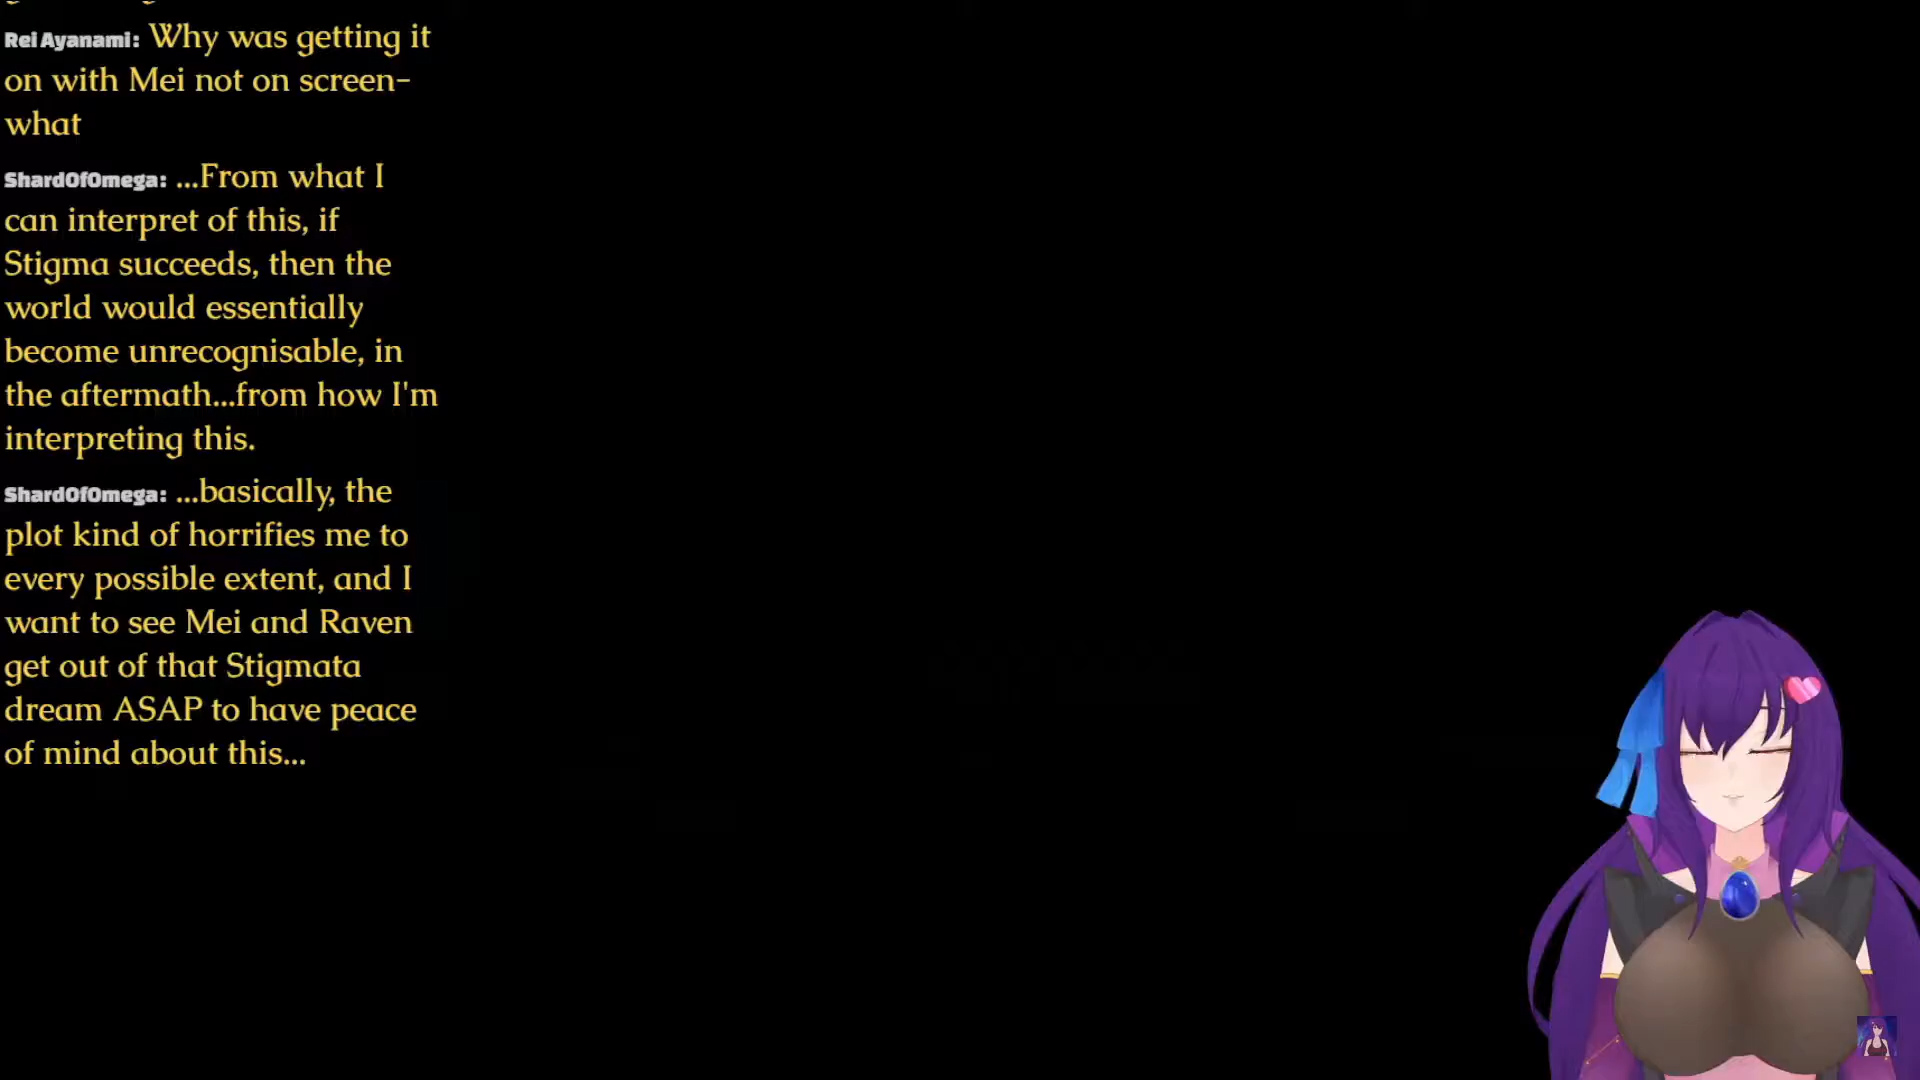 Rei Ayanami: Why was getting it
on with Mei not on screen-
what
ShardOfOmega: ...From what I
can interpret of this, if
Stigma succeeds, then the
world would essentially
become unrecognisable, in
the aftermath...from how I'm
interpreting this.
ShardOfOmega: ...basically, the
plot kind of horrifies me to
every possible extent, and I
want to see Mei and Raven
get out of that Stigmata
dream ASAP to have peace
of mind about this...